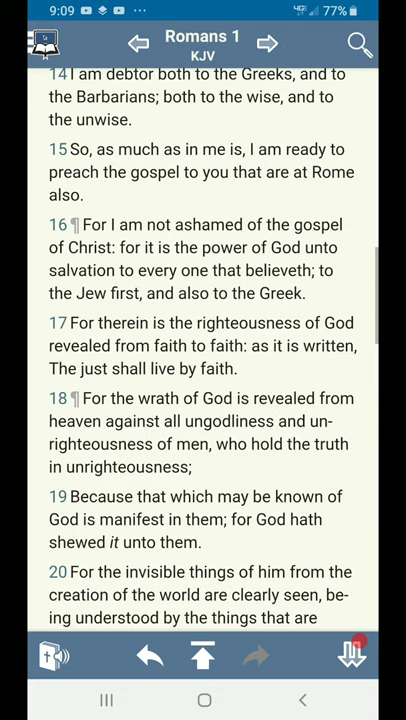 9:09
77%
Romans 1
KJV
14 I am debtor both to the Greeks, and to
the Barbarians; both to the wise, and to
the unwise.
15 So, as much as in me is, I am ready to
preach the gospel to you that are at Rome
also.
16 ¶ For I am not ashamed of the gospel
of Christ: for it is the power of God unto
salvation to every one that believeth; to
the Jew first, and also to the Greek.
17 For therein is the righteousness of God
revealed from faith to faith: as it is written,
The just shall live by faith.
18 ¶ For the wrath of God is revealed from
heaven against all ungodliness and un-
righteousness of men, who hold the truth
in unrighteousness;
19 Because that which may be known of
God is manifest in them; for God hath
shewed it unto them.
20 For the invisible things of him from the
creation of the world are clearly seen, be-
ing understood by the things that are